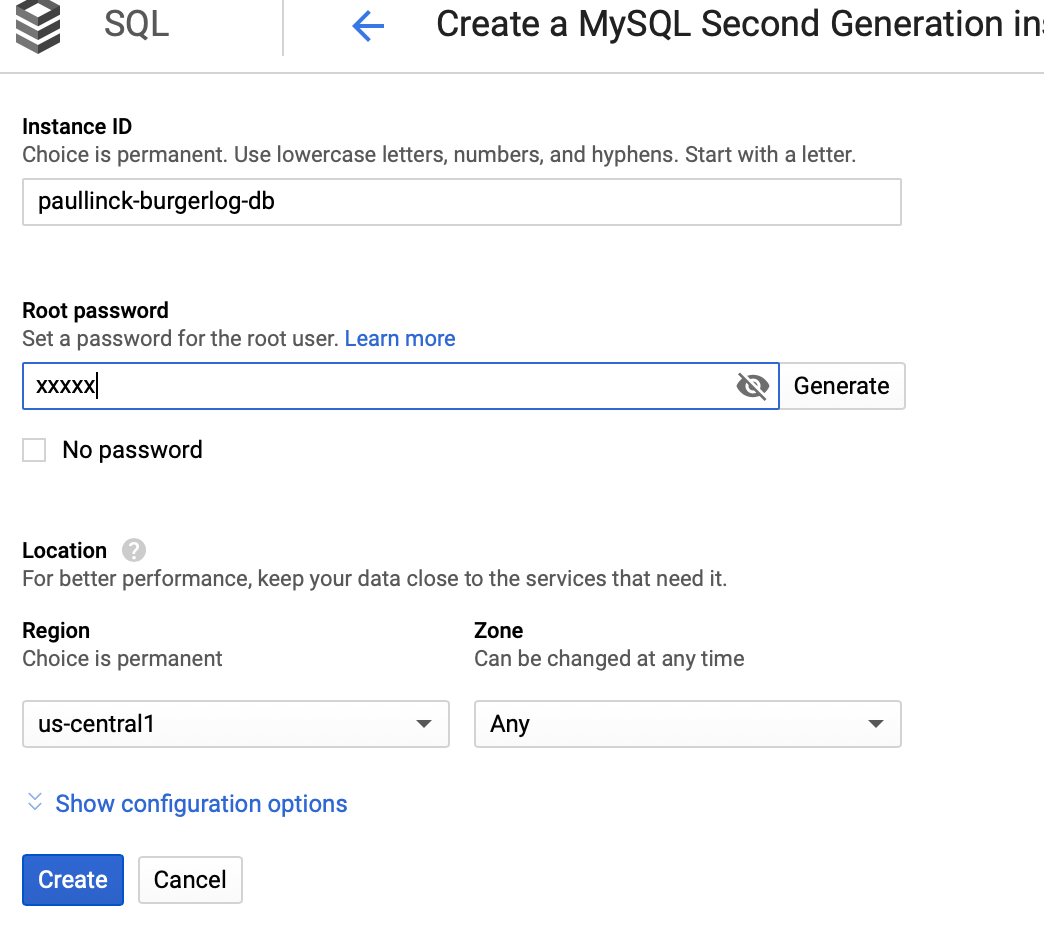 SQL
Create a MySQL Second Generation
Instance ID
Choice is permanent. Use lowercase letters, numbers, and hyphens. Start with a letter.
paullinck-burgerlog-db
Root password
Set a password for the root user. Learn more
xxxxx
Generate
No password
Location ?
For better performance, keep your data close to the services that need it.
Region
Choice is permanent
us-central1
Zone
Can be changed at any time
Any
Show configuration options
Create
Cancel